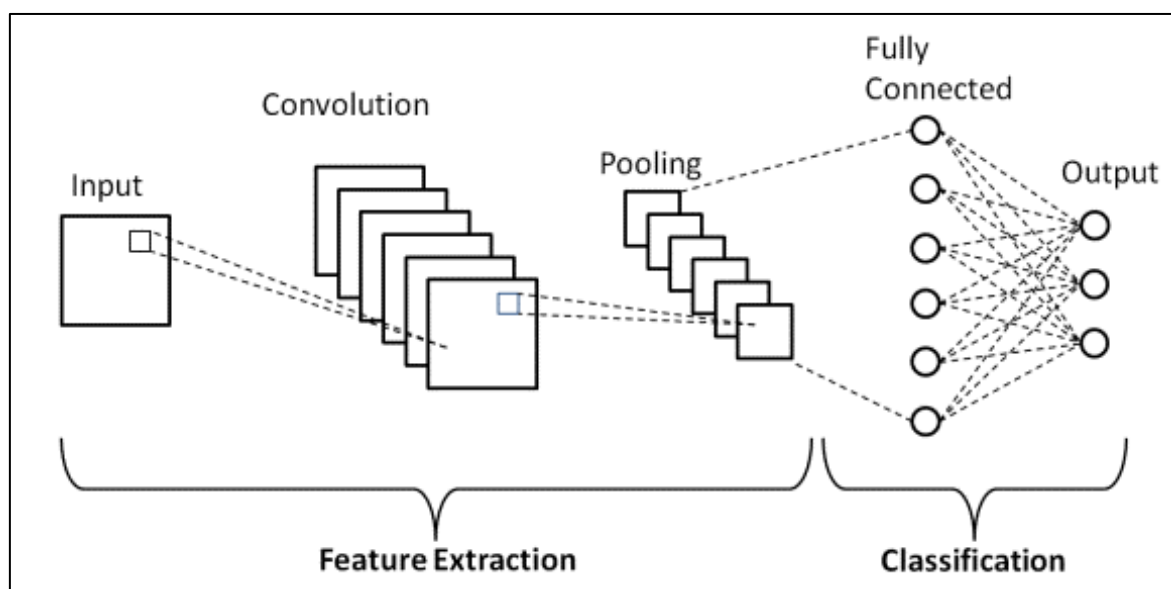 Input
Convolution
Pooling
Fully
Connected
Output
Feature Extraction
Classification